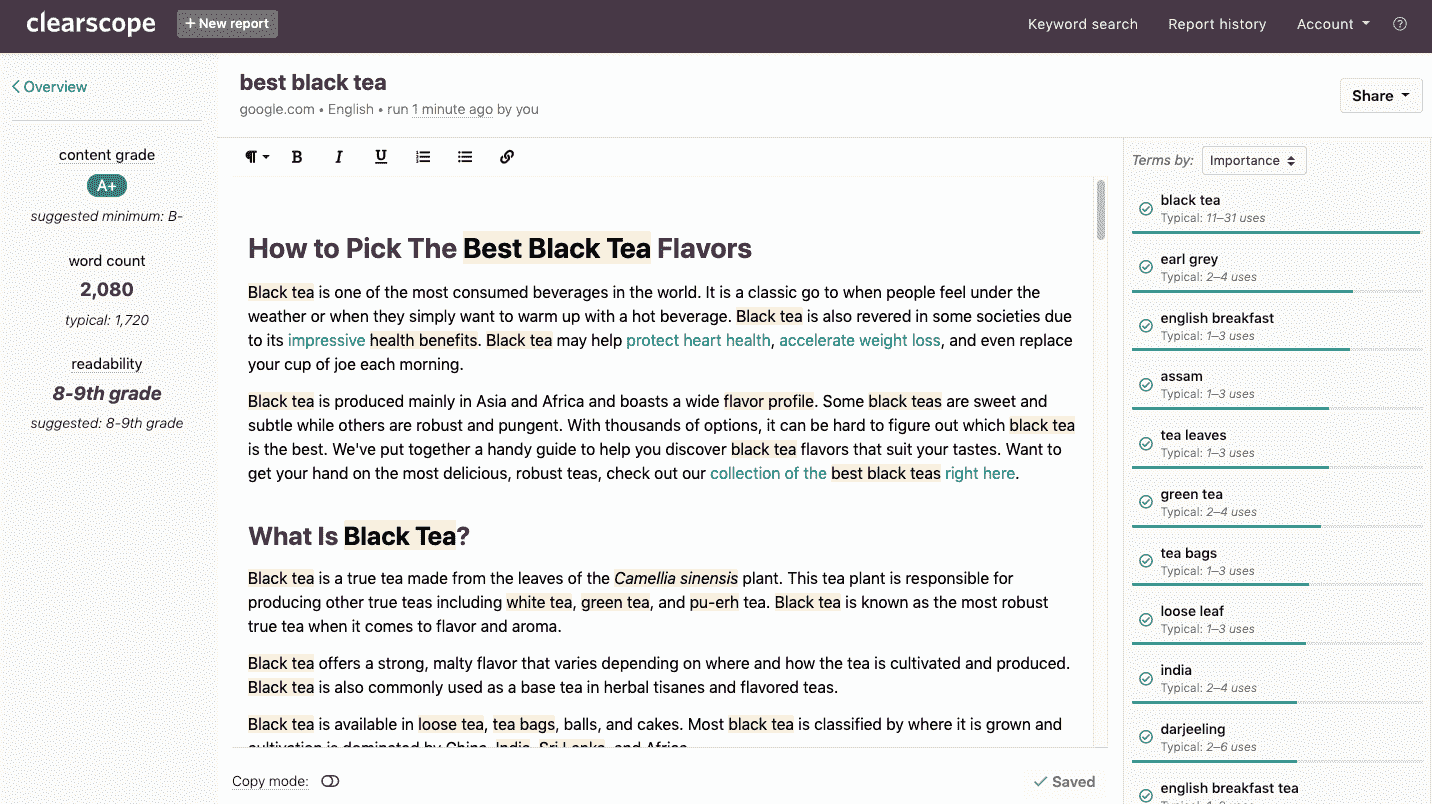 clearscope
+ New report
Keyword search
Report history
Account
Overview
content grade
A+
suggested minimum: B-
word count
2,080
typical: 1,720
readability
8-9th grade
suggested: 8-9th grade
best black tea
google.com • English • run 1 minute ago by you
Share
How to Pick The Best Black Tea Flavors
Black tea is one of the most consumed beverages in the world. It is a classic go to when people feel under the
weather or when they simply want to warm up with a hot beverage. Black tea is also revered in some societies due
to its impressive health benefits. Black tea may help protect heart health, accelerate weight loss, and even replace
your cup of joe each morning.
Black tea is produced mainly in Asia and Africa and boasts a wide flavor profile. Some black teas are sweet and
subtle while others are robust and pungent. With thousands of options, it can be hard to figure out which black tea
is the best. We've put together a handy guide to help you discover black tea flavors that suit your tastes. Want to
get your hand on the most delicious, robust teas, check out our collection of the best black teas right here.
What Is Black Tea?
Black tea is a true tea made from the leaves of the Camellia sinensis plant. This tea plant is responsible for
producing other true teas including white tea, green tea, and pu-erh tea. Black tea is known as the most robust
true tea when it comes to flavor and aroma.
Black tea offers a strong, malty flavor that varies depending on where and how the tea is cultivated and produced.
Black tea is also commonly used as a base tea in herbal tisanes and flavored teas.
Black tea is available in loose tea, tea bags, balls, and cakes. Most black tea is classified by where it is grown and
cultivation is dominated by China, India, Sri Lanka, and Africa.
Copy mode:
Saved
Terms by:
Importance
black tea
Typical: 11–31 uses
earl grey
Typical: 2–4 uses
english breakfast
Typical: 1–3 uses
assam
Typical: 1–3 uses
tea leaves
Typical: 1–3 uses
green tea
Typical: 2–4 uses
tea bags
Typical: 1–3 uses
loose leaf
Typical: 1–3 uses
india
Typical: 2–4 uses
darjeeling
Typical: 2–6 uses
english breakfast tea